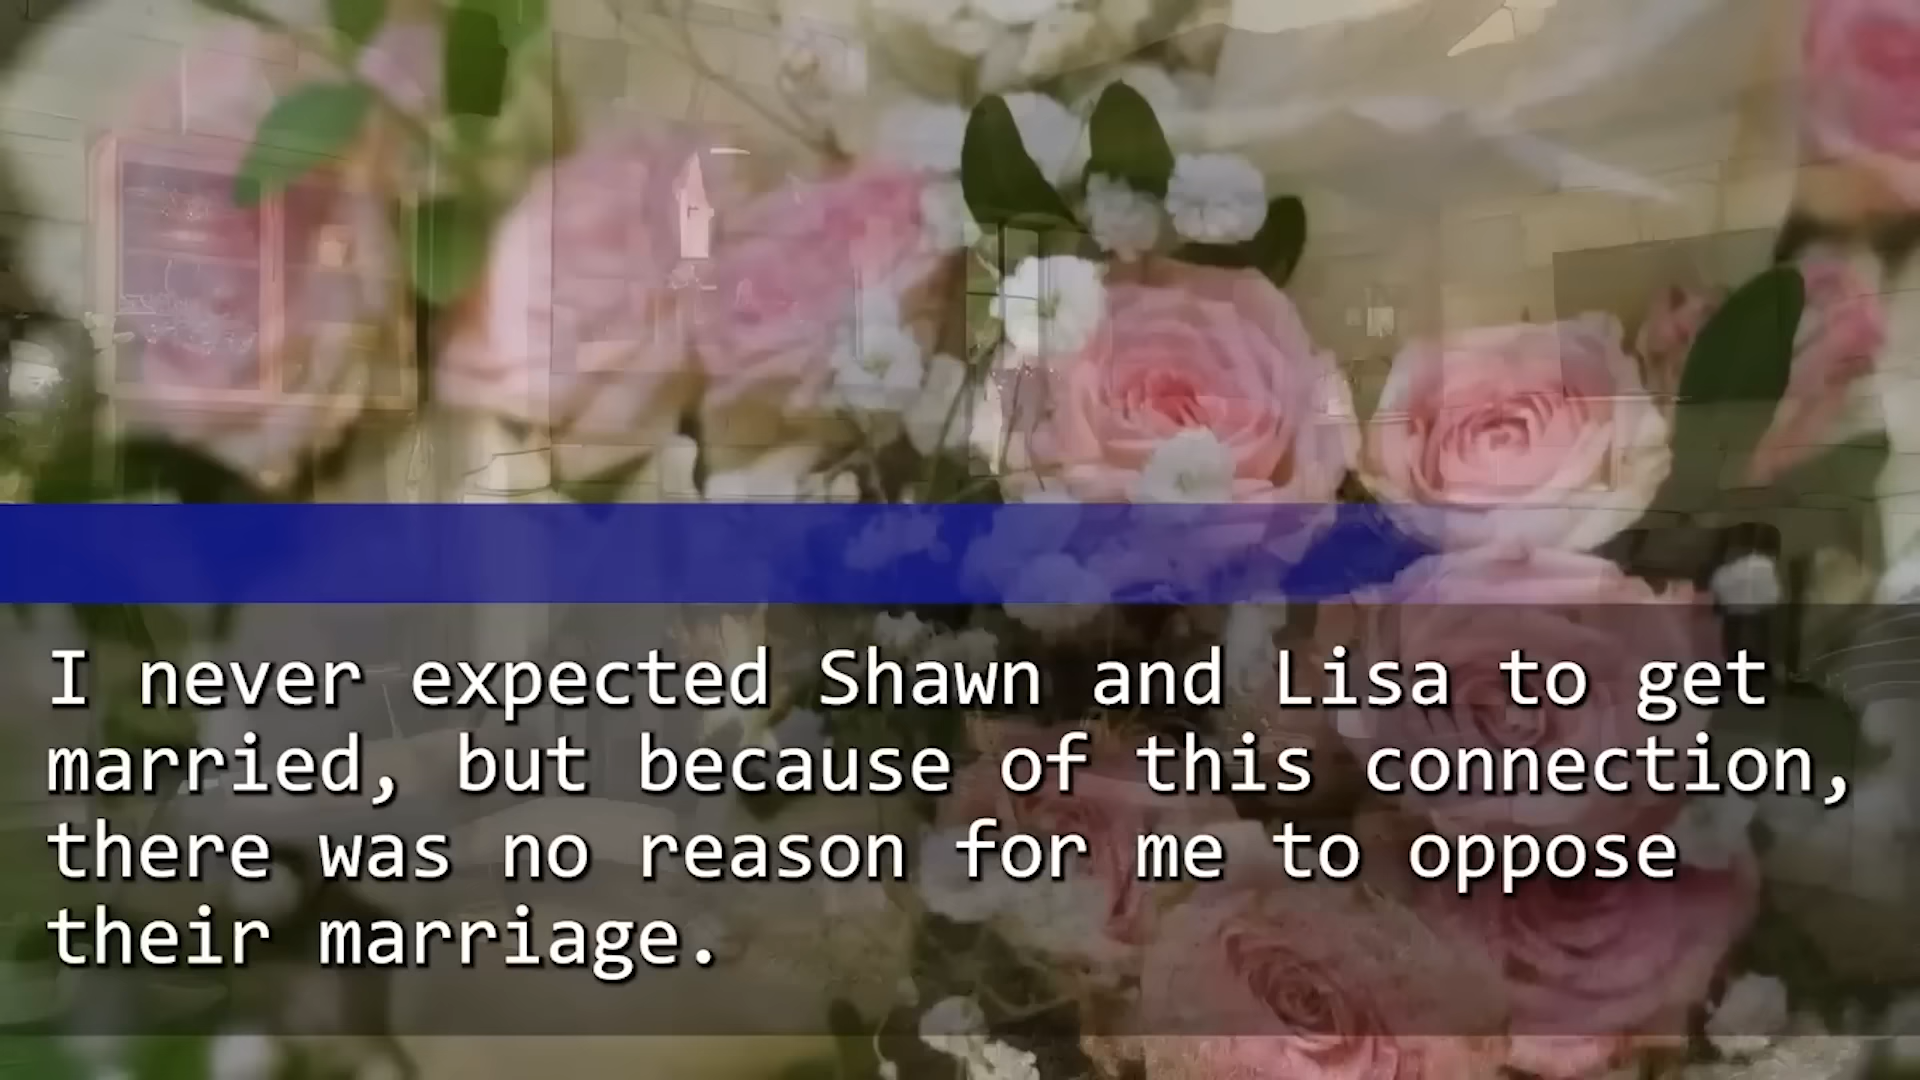 I never expected Shawn and Lisa to get
married, but because of this connection,
there was no reason for me to oppose
their marriage.